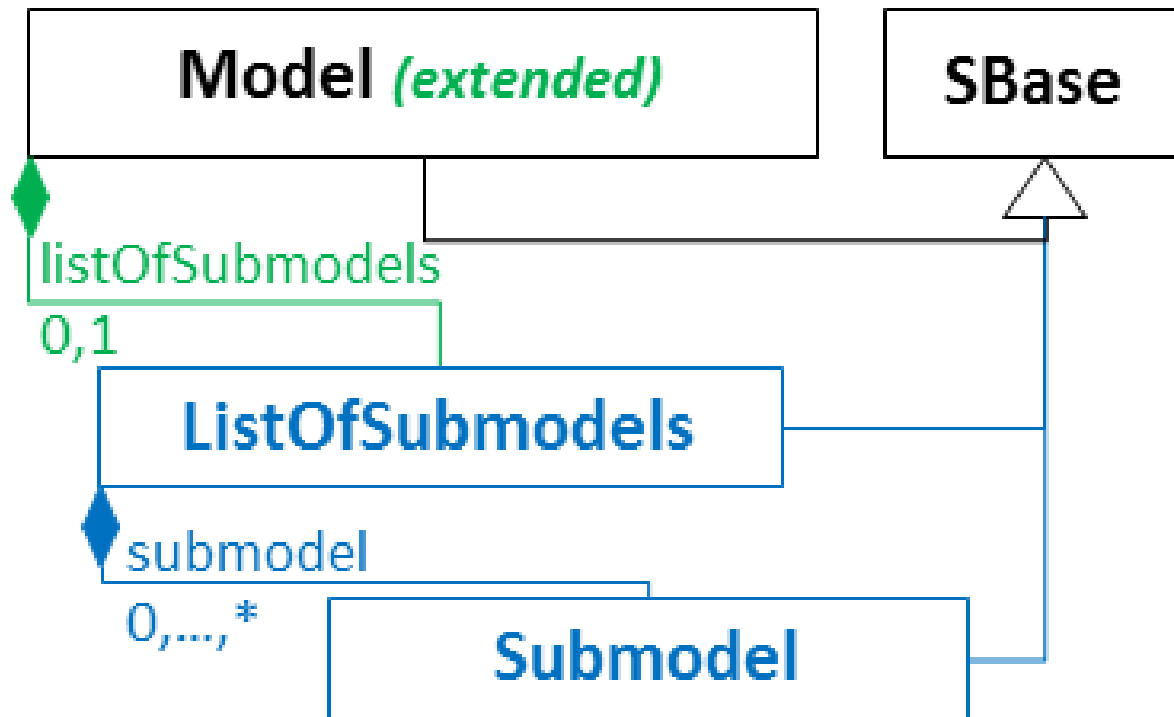 Model (extended)
SBase
listOfSubmodels
0,1
ListOfSubmodels
submodel
0,...,*
Submodel